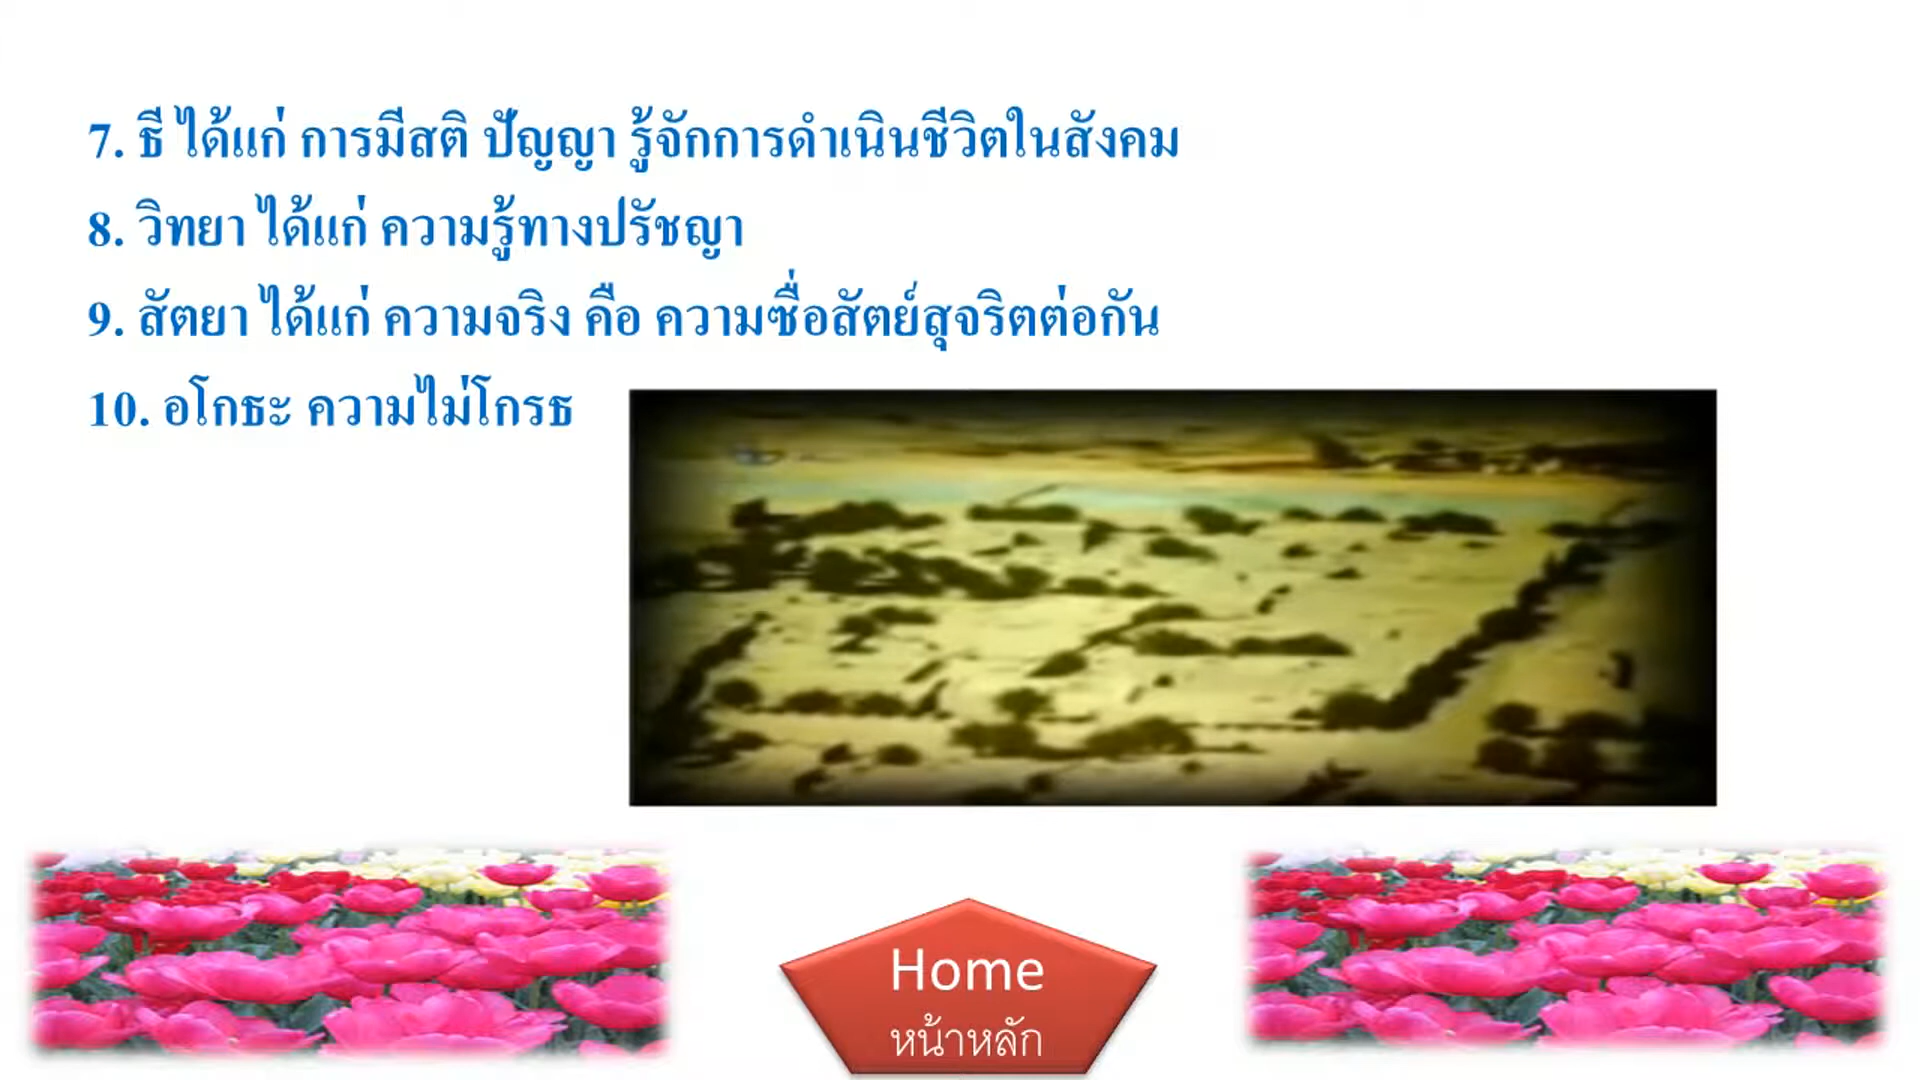 7. ธี ได้แก่ การมีสติ ปัญญา รู้จักการดำเนินชีวิตในสังคม
8. วิทยา ได้แก่ ความรู้ทางปรัชญา
9. สัตยา ได้แก่ ความจริง คือ ความซื่อสัตย์สุจริตต่อกัน
10. อโกธะ ความไม่โกรธ
Home
หน้าหลัก